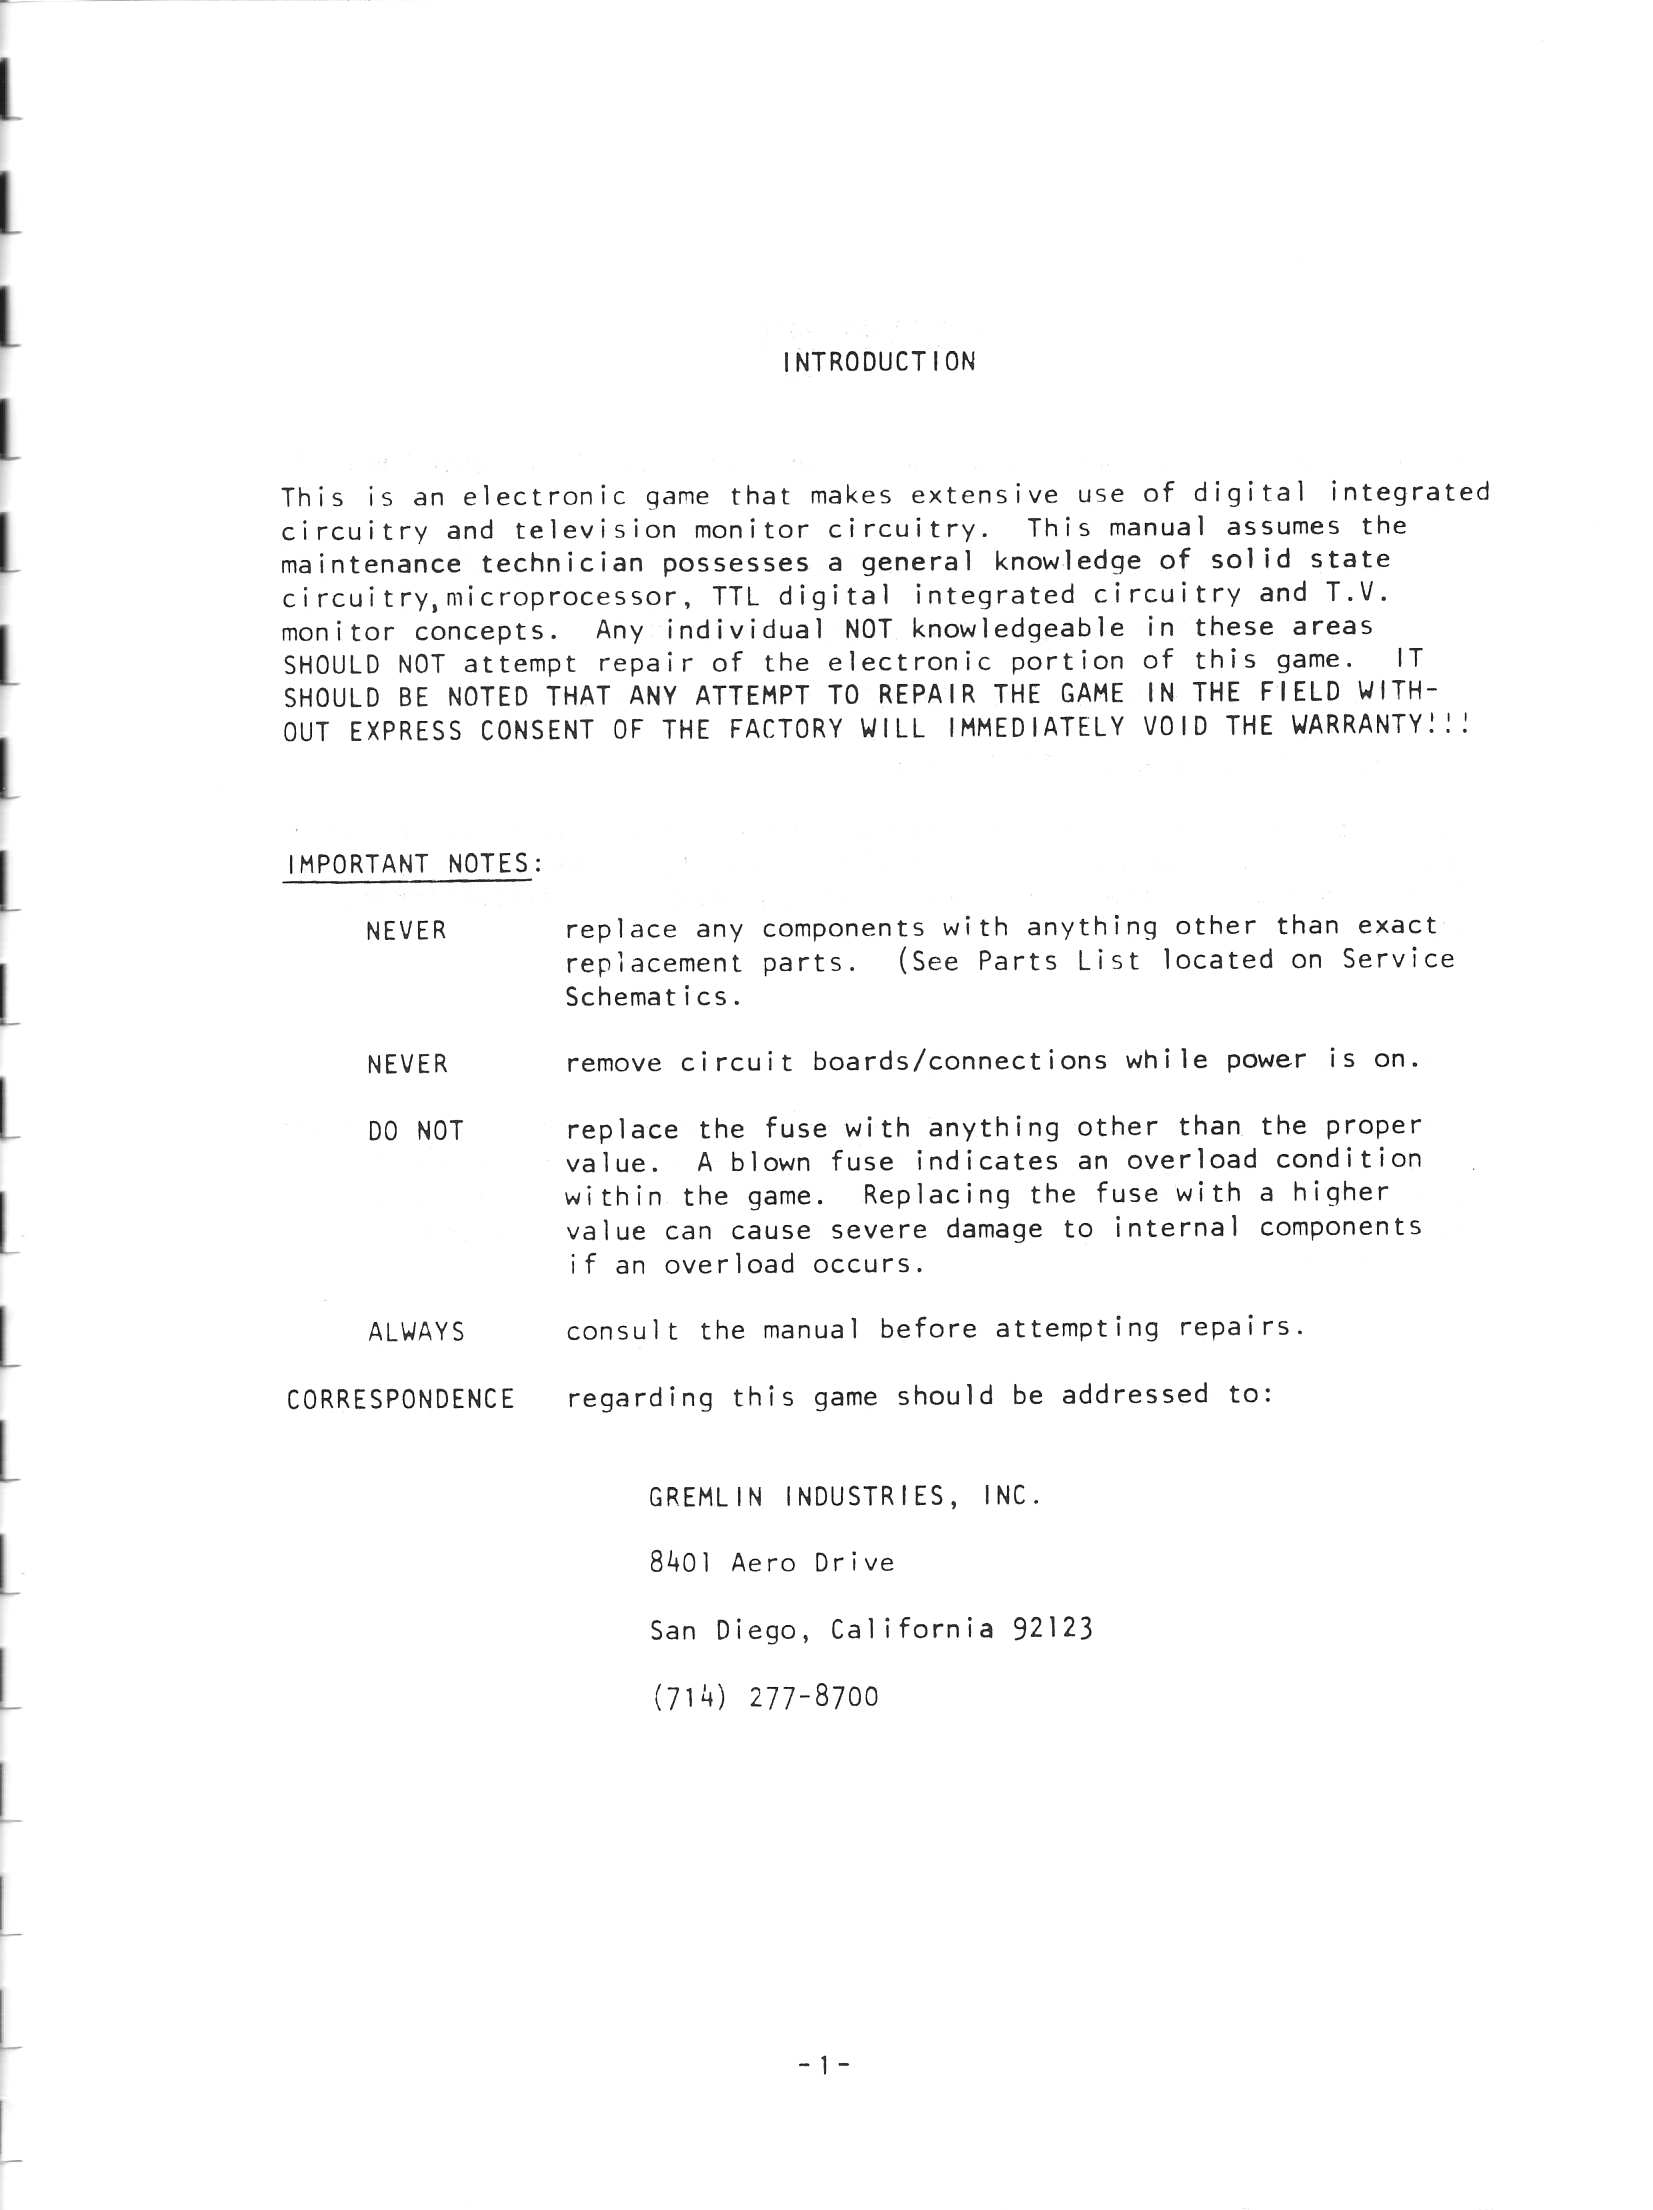 INTRODUCTION
This is an electronic game that makes extensive use of digital integrated
circuitry and television monitor circuitry. This manual assumes the
maintenance technician possesses a general knowledge of solid state
circuitry,microprocessor, TTL digital integrated circuitry and T.V.
monitor concepts. Any individual NOT knowledgeable in these areas
SHOULD NOT attempt repair of the electronic portion of this game. IT
SHOULD BE NOTED THAT ANY ATTEMPT TO REPAIR THE GAME IN THE FIELD WITH-
OUT EXPRESS CONSENT OF THE FACTORY WILL IMMEDIATELY VOID THE WARRANTY!!!
IMPORTANT NOTES:
NEVER replace any components with anything other than exact
replacement parts. (See Parts List located on Service
Schematics.
NEVER remove circuit boards/connections while power is on.
DO NOT replace the fuse with anything other than the proper
value. A blown fuse indicates an overload condition
within the game. Replacing the fuse with a higher
value can cause severe damage to internal components
if an overload occurs.
ALWAYS consult the manual before attempting repairs.
CORRESPONDENCE regarding this game should be addressed to:
GREMLIN INDUSTRIES, INC.
8401 Aero Drive
San Diego, California 92123
(714) 277-8700
-1-